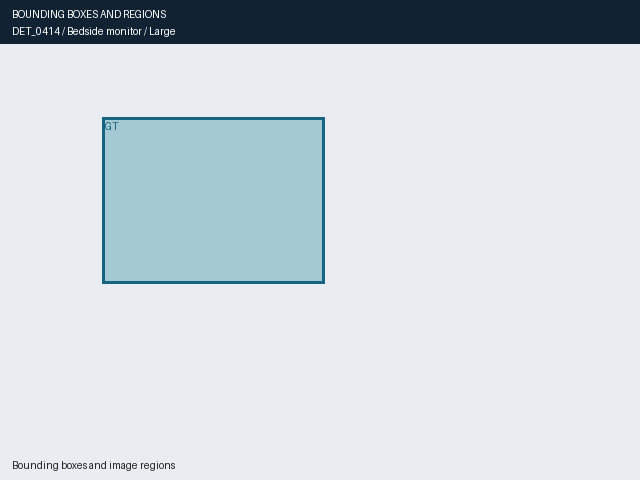 BOUNDING BOXES AND REGIONS
DET_0414 / Bedside monitor / Large
GT
Bounding boxes and image regions